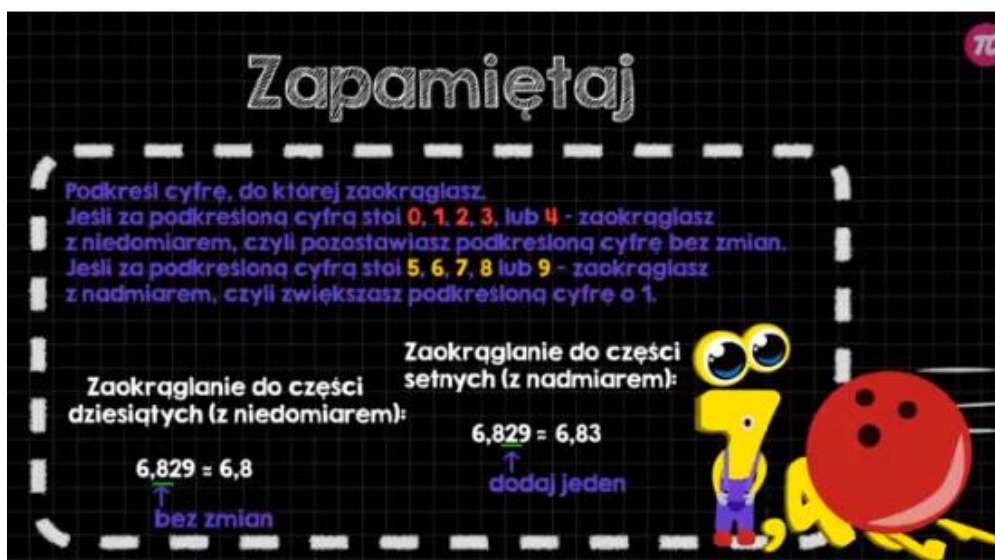 π
Zapamiętaj
Podkreśl cyfrę, do której zaokrąglasz.
Jeśli za podkreśloną cyfrą stoi 0, 1, 2, 3, lub 4 - zaokrąglasz
z niedomiarem, czyli pozostawiasz podkreśloną cyfrę bez zmian.
Jeśli za podkreśloną cyfrą stoi 5, 6, 7, 8 lub 9 - zaokrąglasz
z nadmiarem, czyli zwiększasz podkreśloną cyfrę o 1.
Zaokrąglanie do części
dziesiątych (z niedomiarem):
6,829 ≈ 6,8
bez zmian
Zaokrąglanie do części
setnych (z nadmiarem):
6,829 ≈ 6,83
dodaj jeden
7,4